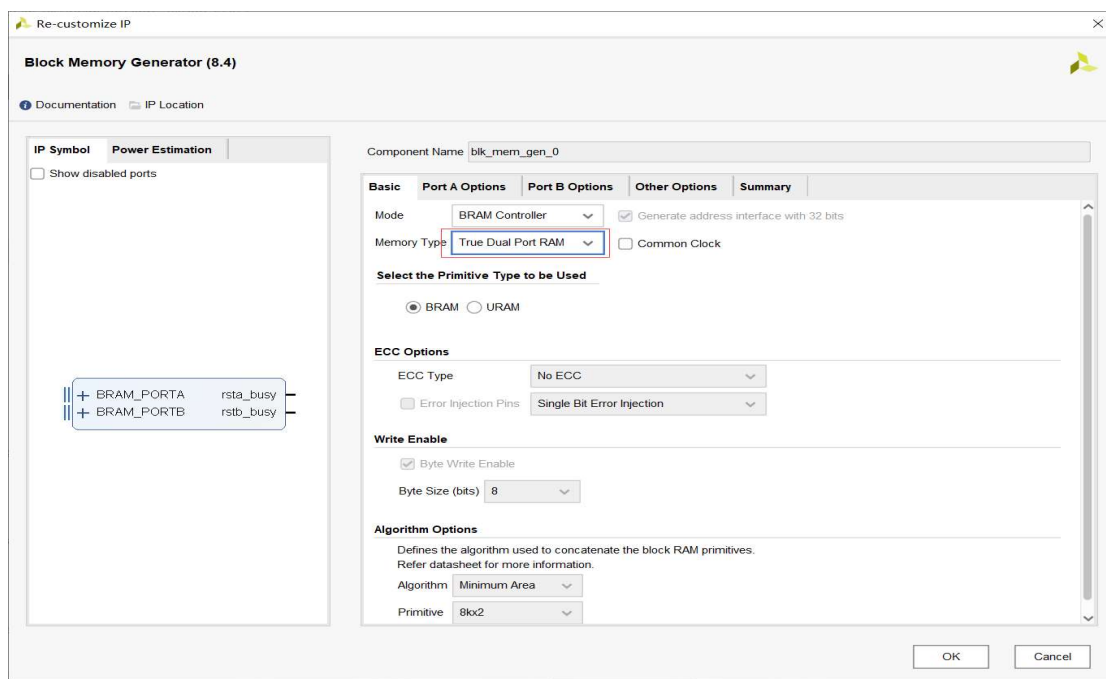 Re-customize IP
Block Memory Generator (8.4)
Documentation IP Location
IP Symbol Power Estimation
Show disabled ports
BRAM_PORTA rsta_busy
BRAM_PORTB rstb_busy
Component Name blk_mem_gen_0
Basic Port A Options Port B Options Other Options Summary
Mode BRAM Controller Generate address interface with 32 bits
Memory Type True Dual Port RAM Common Clock
Select the Primitive Type to be Used
BRAM URAM
ECC Options
ECC Type No ECC
Error Injection Pins Single Bit Error Injection
Write Enable
Byte Write Enable
Byte Size (bits) 8
Algorithm Options
Defines the algorithm used to concatenate the block RAM primitives.
Refer datasheet for more information.
Algorithm Minimum Area
Primitive 8kx2
OK Cancel